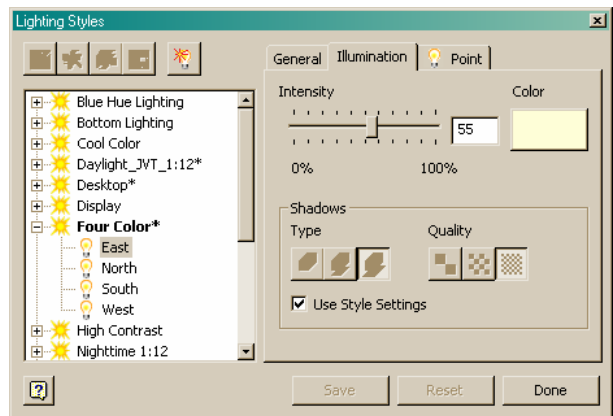 Lighting Styles
General Illumination Point
Intensity Color
55
0% 100%
Shadows
Type Quality
Use Style Settings
Blue Hue Lighting
Bottom Lighting
Cool Color
Daylight_JVT_1:12*
Desktop*
Display
Four Color*
East
North
South
West
High Contrast
Nighttime 1:12
Save Reset Done